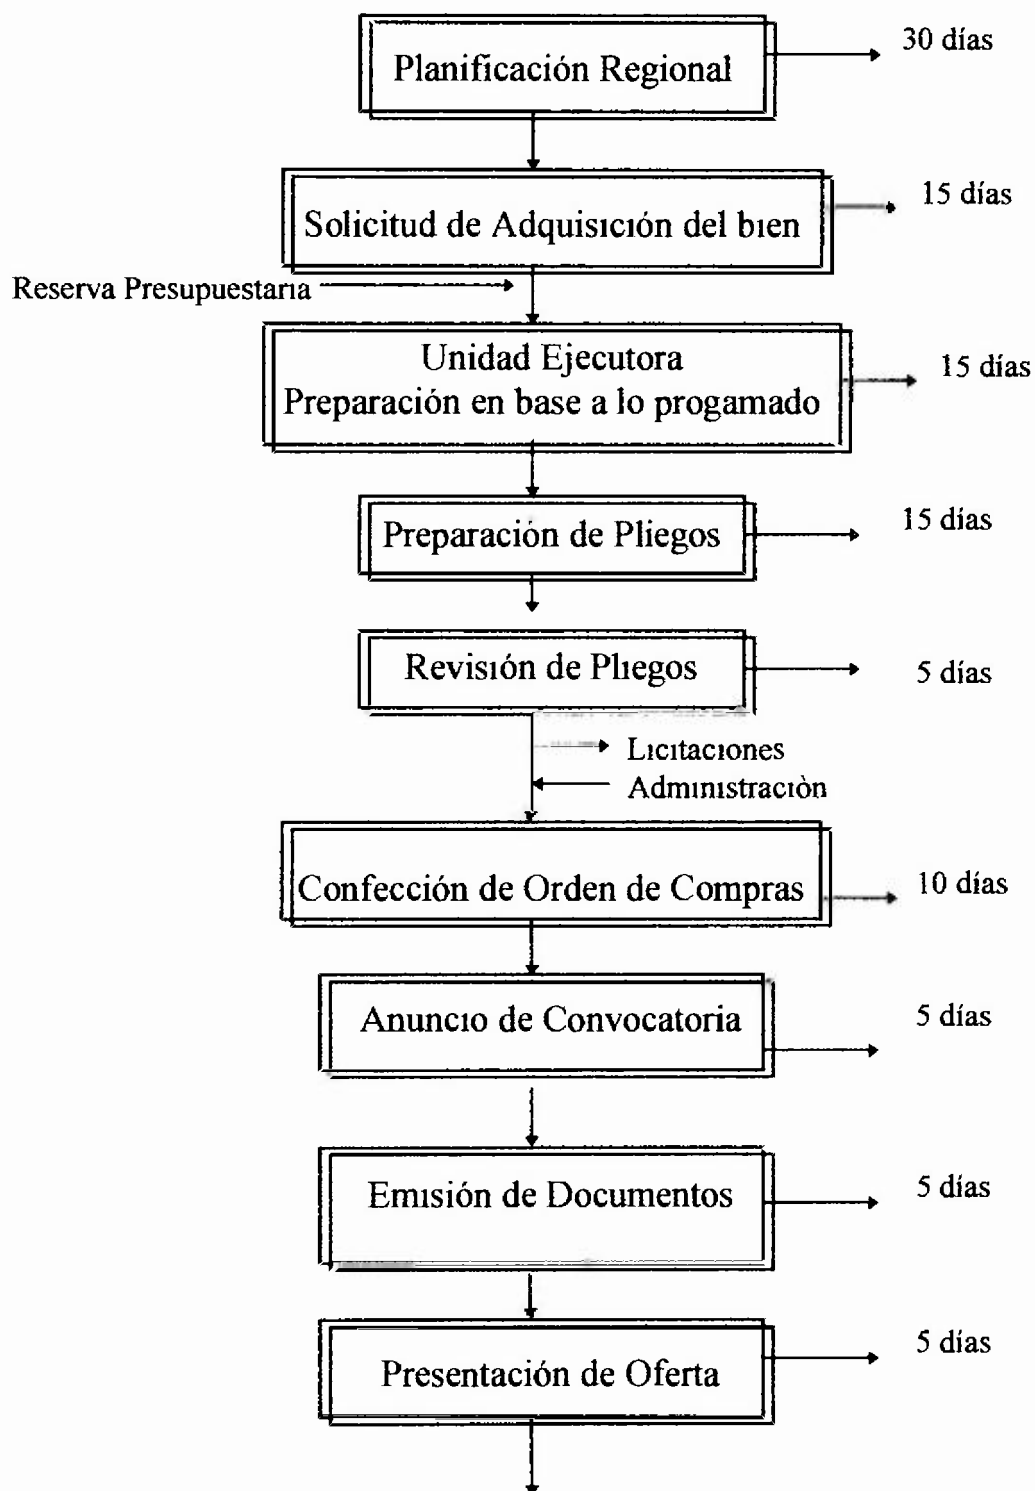 Planificación Regional
30 días
Solicitud de Adquisición del bien
15 días
Reserva Presupuestaria
Unidad Ejecutora
Preparación en base a lo progamado
15 días
Preparación de Pliegos
15 días
Revisión de Pliegos
5 días
Licitaciones
Administraciòn
Confección de Orden de Compras
10 días
Anuncio de Convocatoria
5 días
Emisión de Documentos
5 días
Presentación de Oferta
5 días